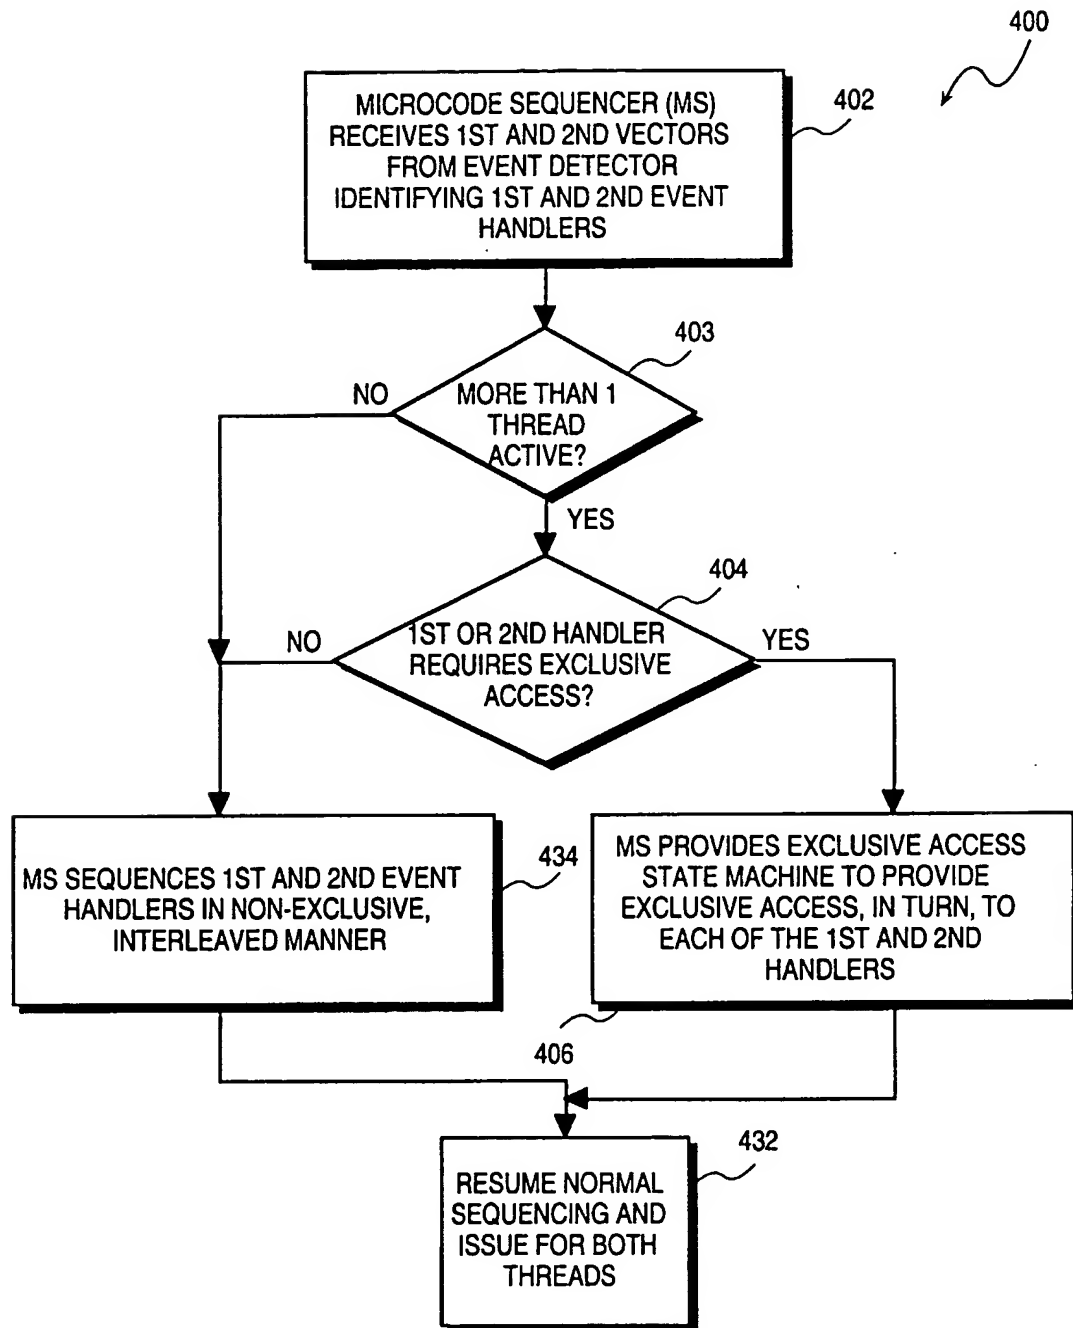 400
MICROCODE SEQUENCER (MS)
RECEIVES 1ST AND 2ND VECTORS
FROM EVENT DETECTOR
IDENTIFYING 1ST AND 2ND EVENT
HANDLERS
402
403
MORE THAN 1
THREAD
ACTIVE?
NO
YES
404
1ST OR 2ND HANDLER
REQUIRES EXCLUSIVE
ACCESS?
NO
YES
MS SEQUENCES 1ST AND 2ND EVENT
HANDLERS IN NON-EXCLUSIVE,
INTERLEAVED MANNER
434
MS PROVIDES EXCLUSIVE ACCESS
STATE MACHINE TO PROVIDE
EXCLUSIVE ACCESS, IN TURN, TO
EACH OF THE 1ST AND 2ND
HANDLERS
406
432
RESUME NORMAL
SEQUENCING AND
ISSUE FOR BOTH
THREADS